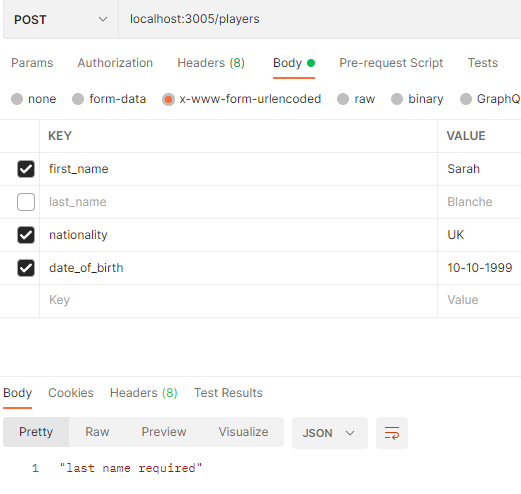 POST localhost:3005/players
Params Authorization Headers (8) Body Pre-request Script Tests
none form-data x-www-form-urlencoded raw binary GraphQ
KEY VALUE
first_name Sarah
last_name Blanche
nationality UK
date_of_birth 10-10-1999
Key Value
Body Cookies Headers (8) Test Results
Pretty Raw Preview Visualize JSON
1 "last name required"